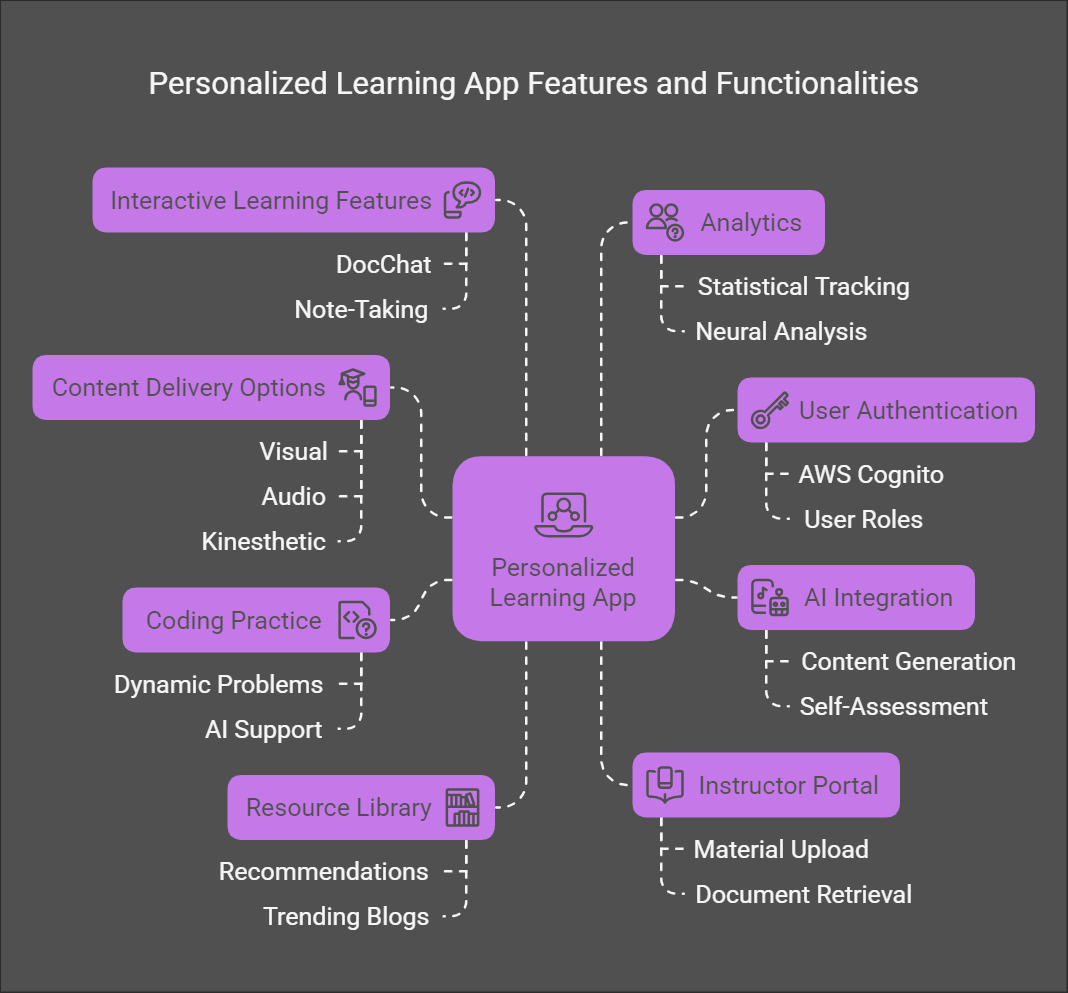 Personalized Learning App Features and Functionalities
Interactive Learning Features
DocChat
Note-Taking
Analytics
Statistical Tracking
Neural Analysis
Content Delivery Options
Visual
Audio
Kinesthetic
User Authentication
AWS Cognito
User Roles
Personalized
Learning App
Coding Practice
Dynamic Problems
AI Support
AI Integration
Content Generation
Self-Assessment
Resource Library
Recommendations
Trending Blogs
Instructor Portal
Material Upload
Document Retrieval